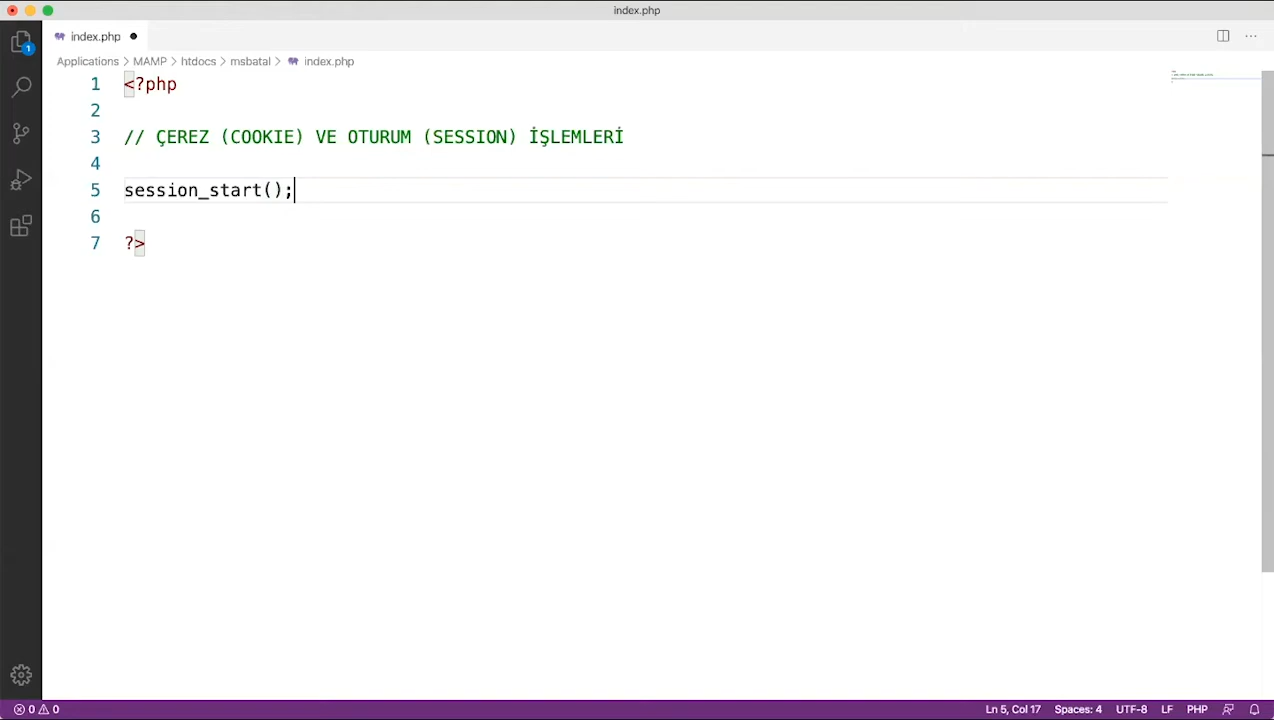 index.php
index.php
Applications > MAMP > htdocs > msbatal > index.php
1 <?php
2
3 // ÇEREZ (COOKIE) VE OTURUM (SESSION) İŞLEMLERİ
4
5 session_start();
6
7 ?>
1
0 0 Ln 5, Col 17 Spaces: 4 UTF-8 LF PHP